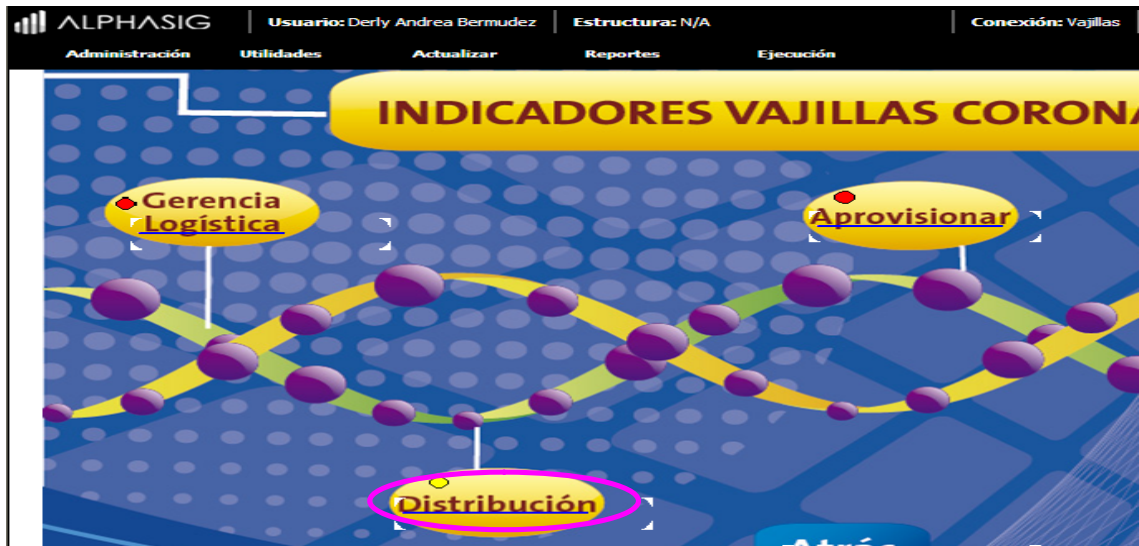 ALPHASIG Usuario: Derly Andrea Bermudez Estructura: N/A Conexión: Vajillas
Administración Utilidades Actualizar Reportes Ejecución
INDICADORES VAJILLAS CORONA
Gerencia
Logística
Aprovisionar
Distribución
Atrás